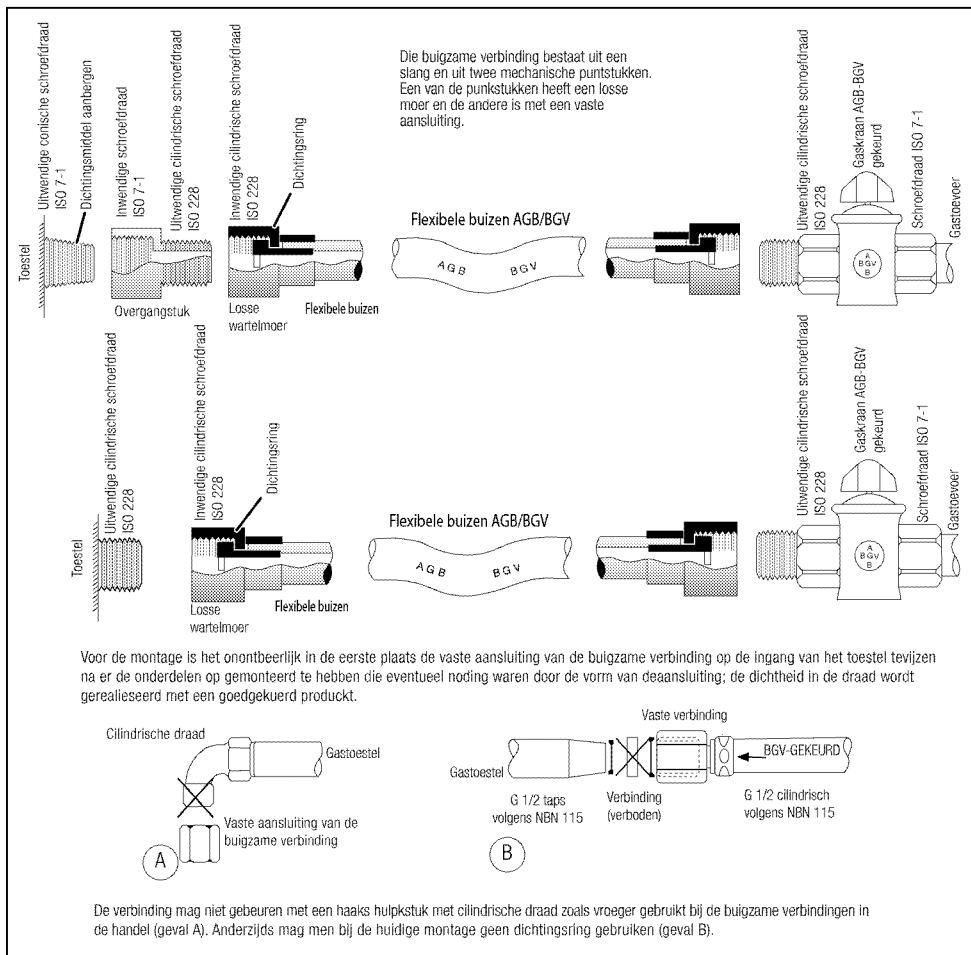 Die buigzame verbinding bestaat uit een
slang en uit twee mechanische puntstukken.
Een van de punkstukken heeft een losse
moer en de andere is met een vaste
aansluiting.
Toestel
Uitwendige conische schroefdraad
ISO 7-1
Dichtingsmiddel aanbergen
Inwendige schroefdraad
ISO 7-1
Uitwendige cilindrische schroefdraad
ISO 228
Inwendige cilindrische schroefdraad
ISO 228
Dichtingsring
Flexibele buizen AGB/BGV
AGB BGV
Uitwendige cilindrische schroefdraad
ISO 228
Gaskraan AGB-BGV
gekeurd
Schroefdraad ISO 7-1
Gastoevoer
A
BGV
B
Overgangstuk
Losse
wartelmoer
Flexibele buizen
Toestel
Uitwendige cilindrische schroefdraad
ISO 228
Inwendige cilindrische schroefdraad
ISO 228
Dichtingsring
Flexibele buizen AGB/BGV
AGB BGV
Uitwendige cilindrische schroefdraad
ISO 228
Gaskraan AGB-BGV
gekeurd
Schroefdraad ISO 7-1
Gastoevoer
A
BGV
B
Losse
wartelmoer
Flexibele buizen
Voor de montage is het onontbeerlijk in de eerste plaats de vaste aansluiting van de buigzame verbinding op de ingang van het toestel tevijzen
na er de onderdelen op gemonteerd te hebben die eventueel noding waren door de vorm van deaansluiting; de dichtheid in de draad wordt
gerealieseerd met een goedgekuerd produckt.
Cilindrische draad
Gastoestel
Vaste aansluiting van de
buigzame verbinding
A
Vaste verbinding
BGV-GEKEURD
Gastoestel
G 1/2 taps
volgens NBN 115
Verbinding
(verboden)
G 1/2 cilindrisch
volgens NBN 115
B
De verbinding mag niet gebeuren met een haaks hulpkstuk met cilindrische draad zoals vroeger gebruikt bij de buigzame verbindingen in
de handel (geval A). Anderzijds mag men bij de huidige montage geen dichtingsring gebruiken (geval B).